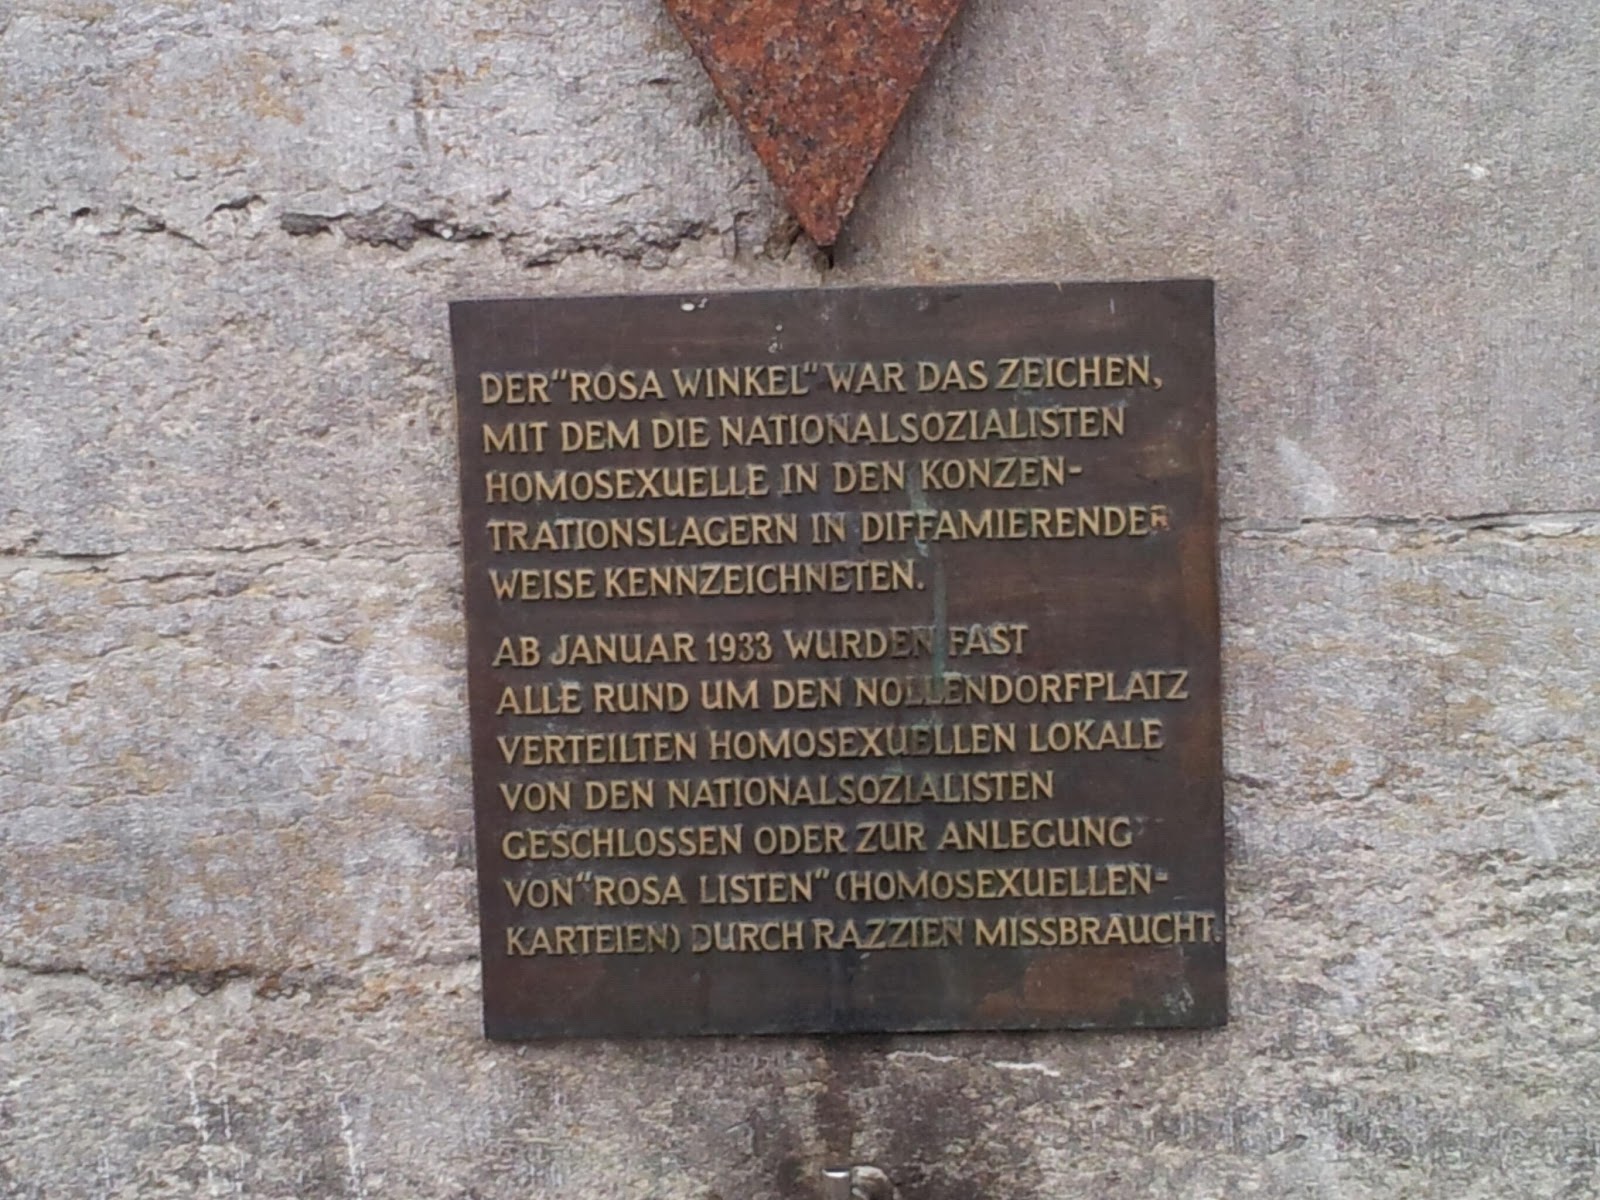 DER "ROSA WINKEL" WAR DAS ZEICHEN,
MIT DEM DIE NATIONALSOZIALISTEN
HOMOSEXUELLE IN DEN KONZEN-
TRATIONSLAGERN IN DIFFAMIERENDER
WEISE KENNZEICHNETEN.
AB JANUAR 1933 WURDEN FAST
ALLE RUND UM DEN NOLLENDORFPLATZ
VERTEILTEN HOMOSEXUELLEN LOKALE
VON DEN NATIONALSOZIALISTEN
GESCHLOSSEN ODER ZUR ANLEGUNG
VON "ROSA LISTEN" (HOMOSEXUELLEN-
KARTEIEN) DURCH RAZZIEN MISSBRAUCHT.